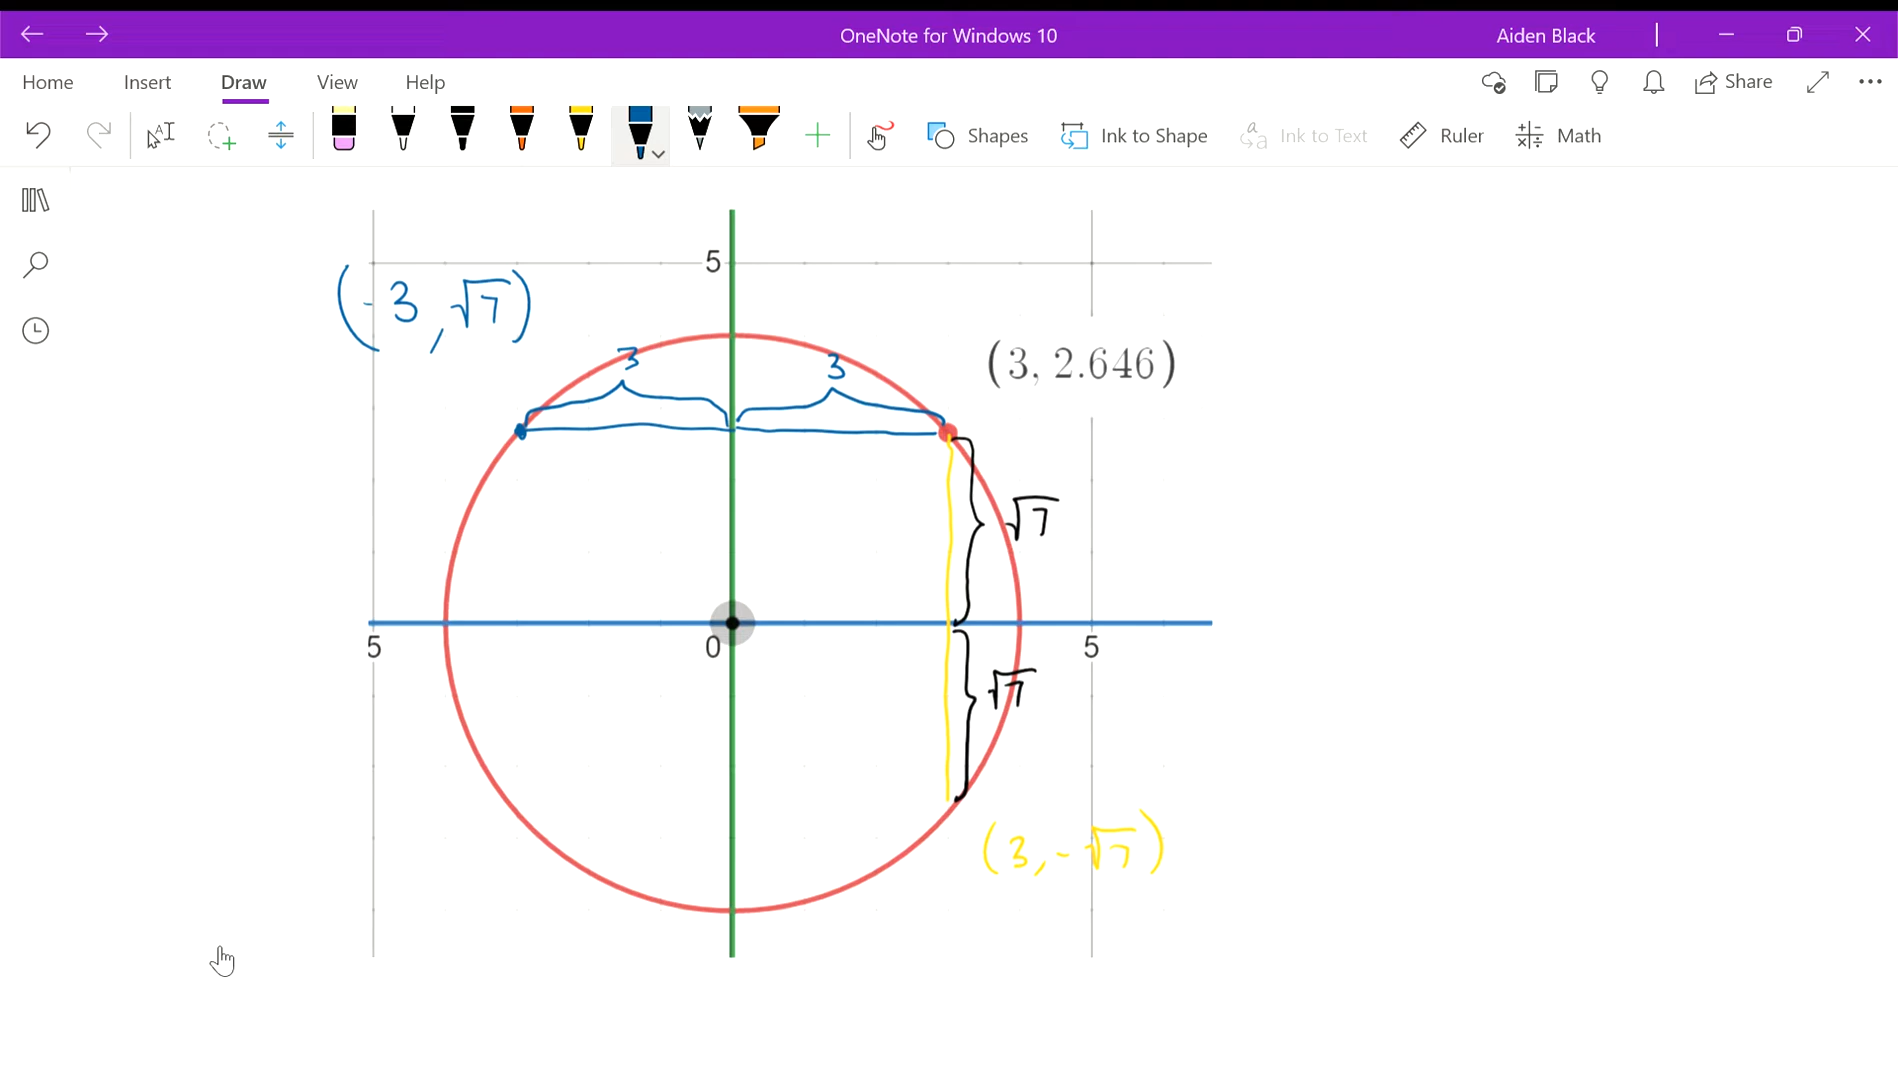 OneNote for Windows 10
Aiden Black
Home Insert Draw View Help
Share
Shapes Ink to Shape Ink to Text Ruler Math
5
(-3, √7)
3 3
(3, 2.646)
√7
5 0 5
√7
(3, -√7)